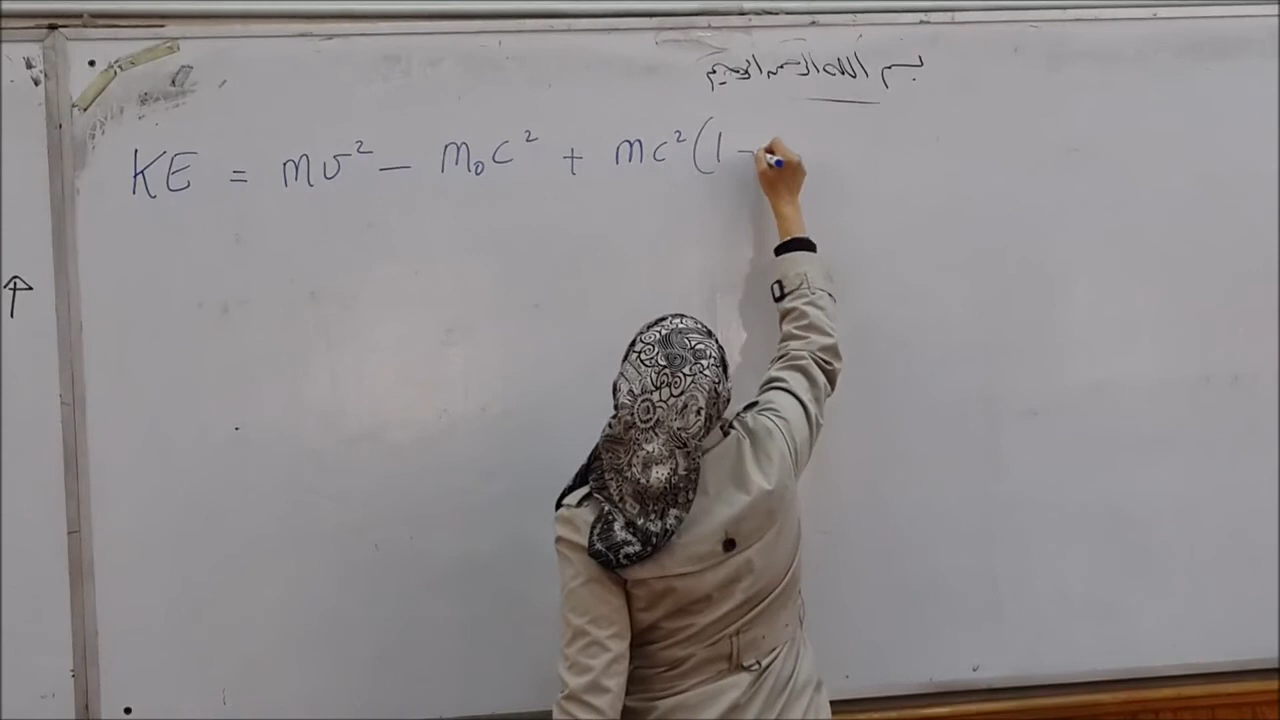 بسم الله الرحمن الرحيم
KE = mv² − m₀c² + mc²(1 −